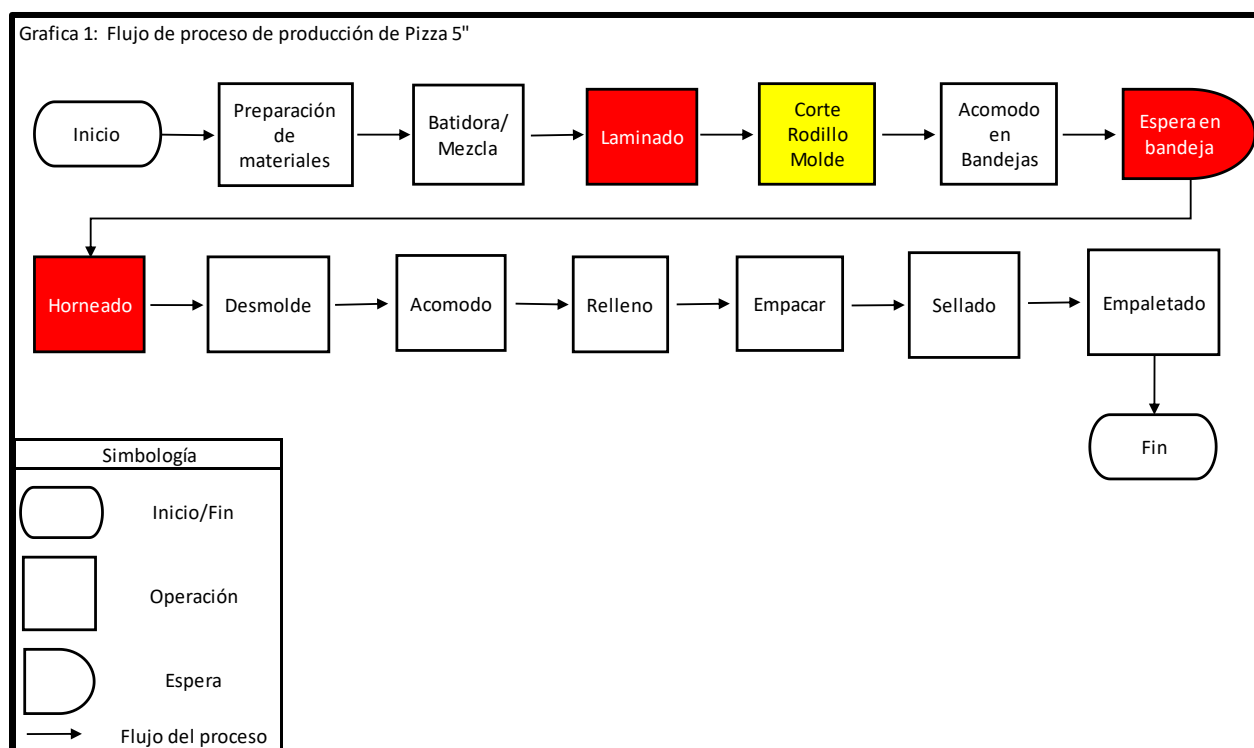 Grafica 1:  Flujo de proceso de producción de Pizza 5"
Inicio
Preparación
de
materiales
Batidora/
Mezcla
Laminado
Corte
Rodillo
Molde
Acomodo
en
Bandejas
Espera en
bandeja
Horneado
Desmolde
Acomodo
Relleno
Empacar
Sellado
Empaletado
Fin
Simbología
Inicio/Fin
Operación
Espera
Flujo del proceso